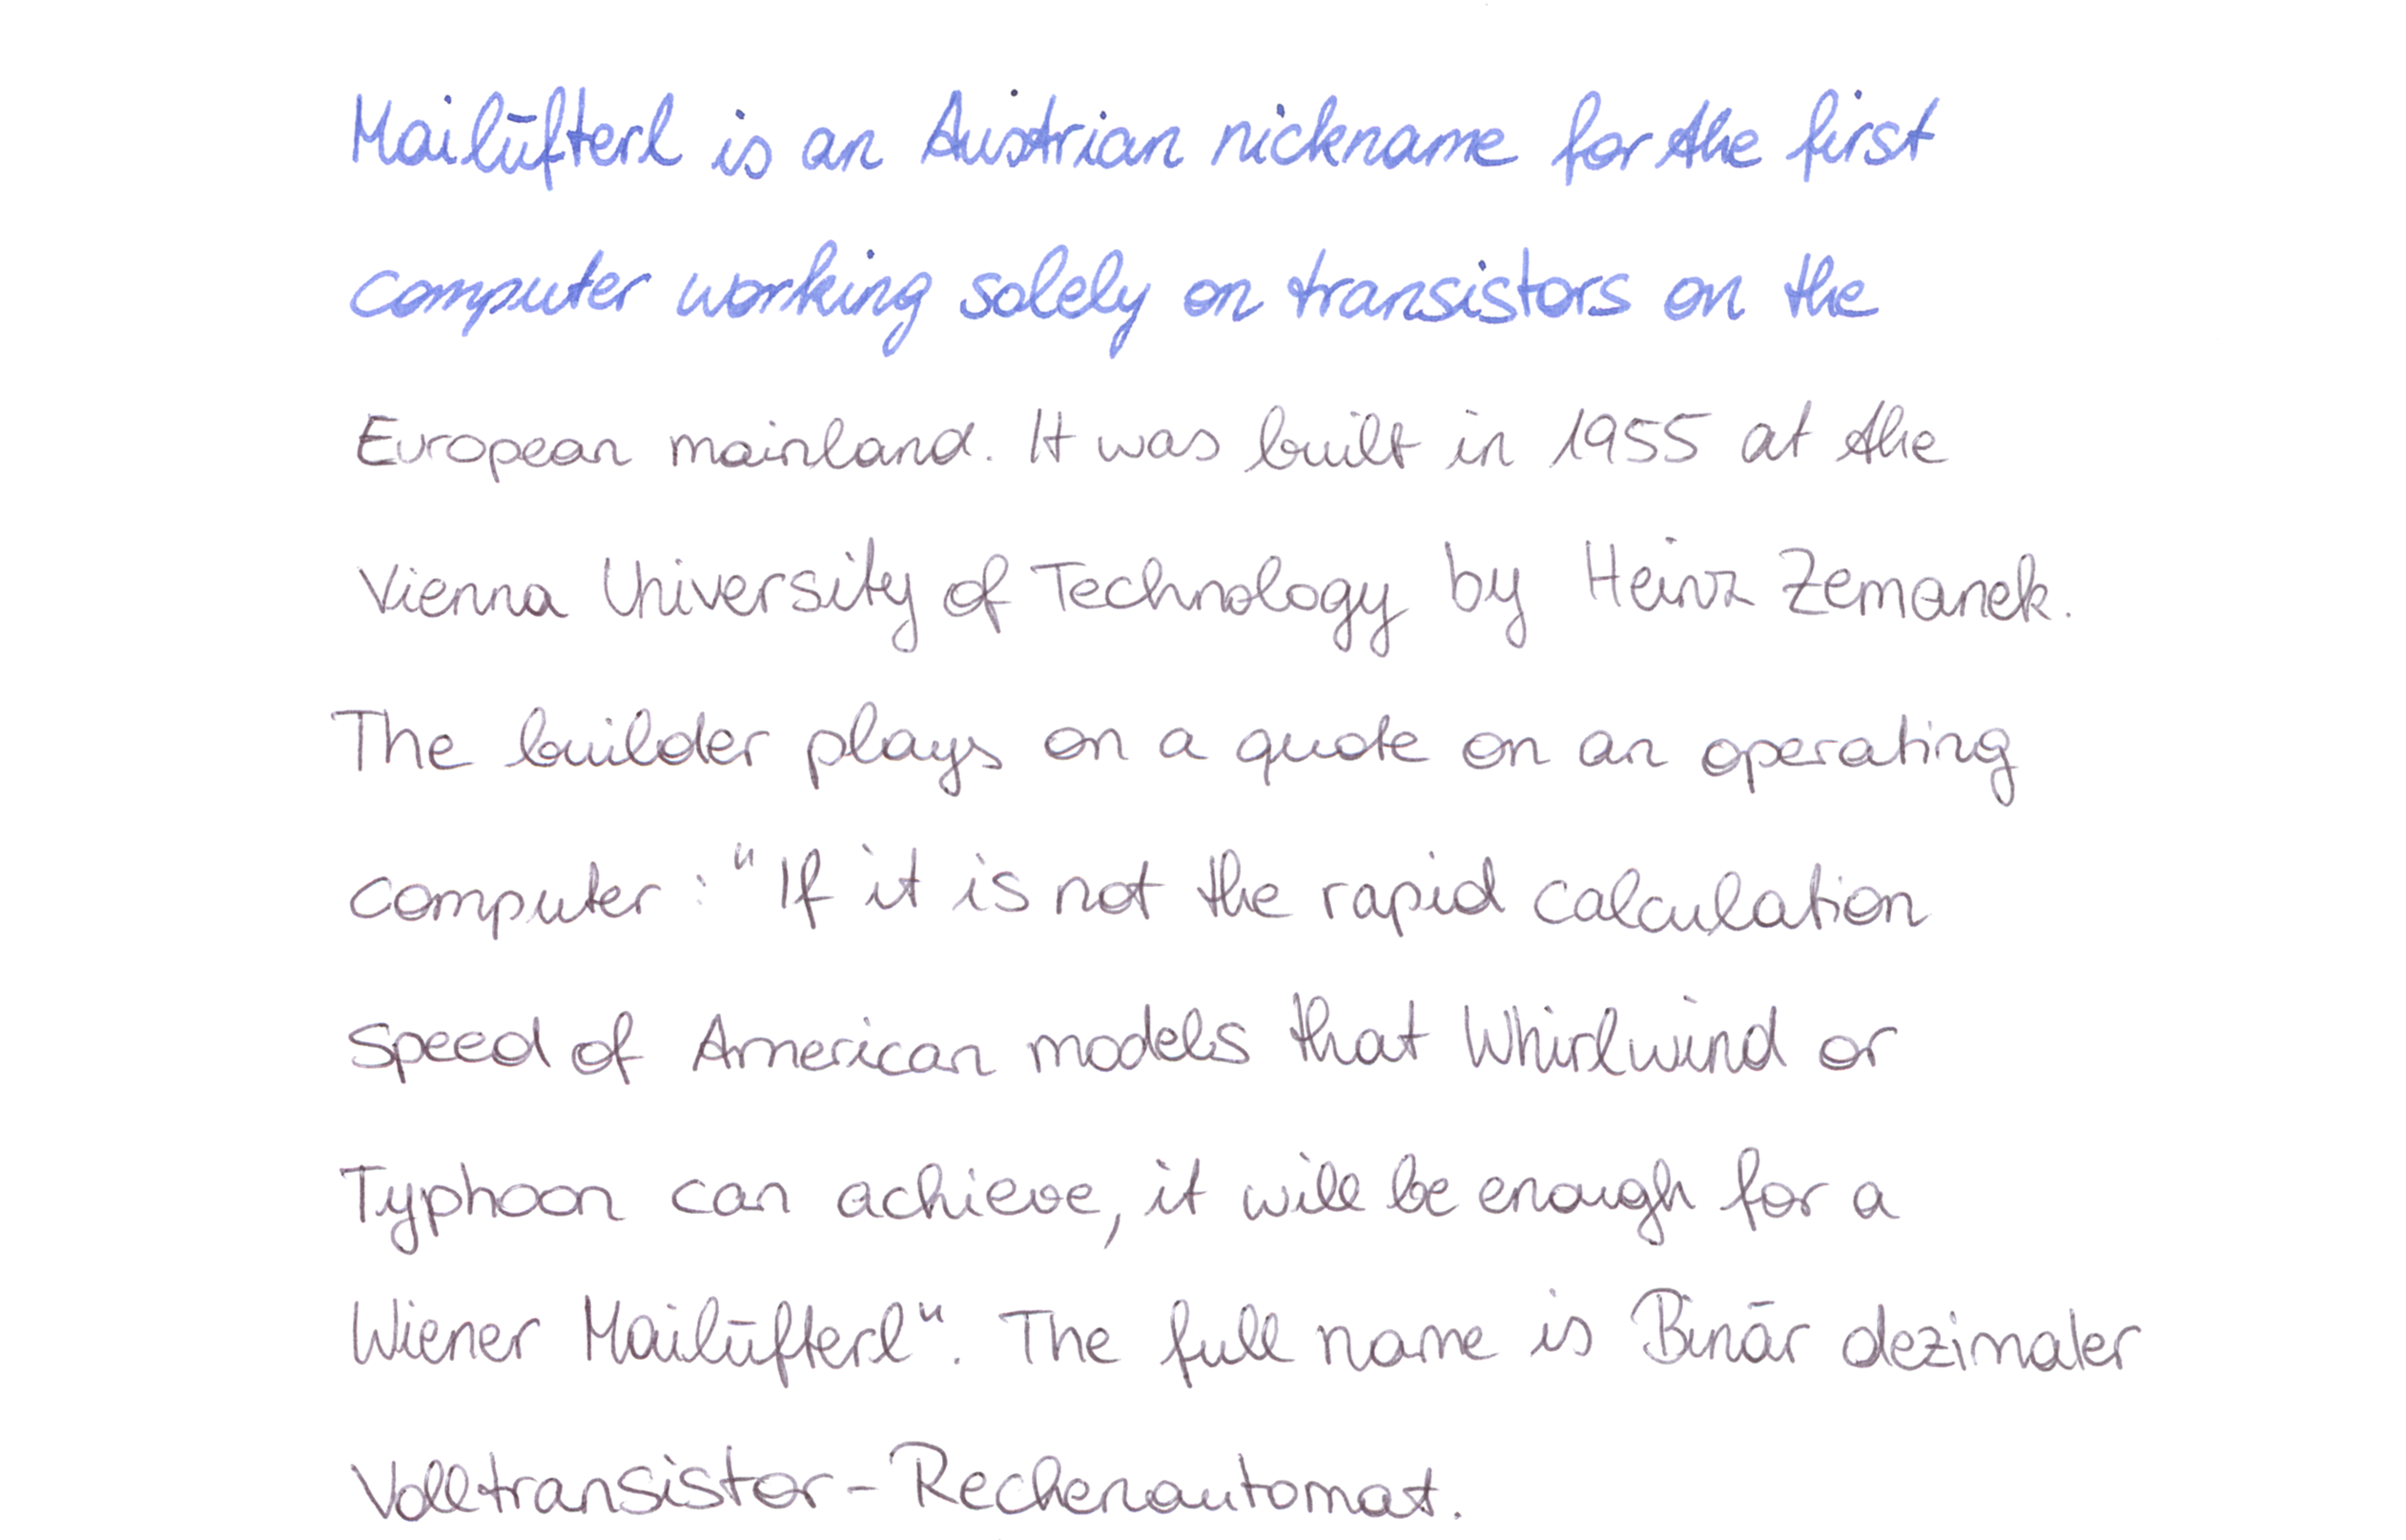 Mailüfterl is an Austrian nickname for the first
computer working solely on transistors on the
European mainland. It was built in 1955 at the
Vienna University of Technology by Heinz Zemanek.
The builder plays on a quote on an operating
computer: "If it is not the rapid calculation
speed of American models that Whirlwind or
Typhoon can achieve, it will be enough for a
Wiener Mailüfterl". The full name is Binär dezimaler
Volltransistor-Rechenautomat.